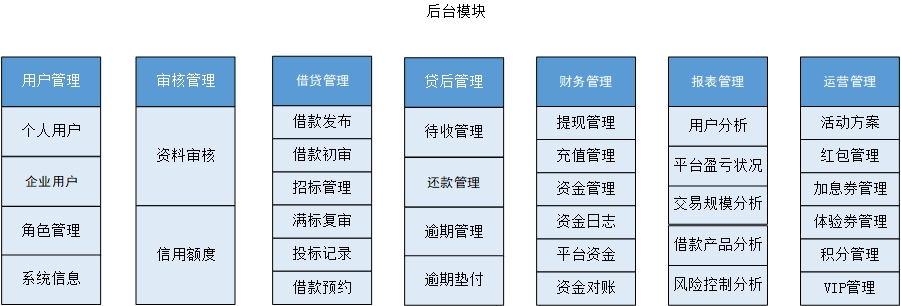 后台模块
用户管理
个人用户
企业用户
角色管理
系统信息
审核管理
资料审核
信用额度
借贷管理
借款发布
借款初审
招标管理
满标复审
投标记录
借款预约
贷后管理
待收管理
还款管理
逾期管理
逾期垫付
财务管理
提现管理
充值管理
资金管理
资金日志
平台资金
资金对账
报表管理
用户分析
平台盈亏状况
交易规模分析
借款产品分析
风险控制分析
运营管理
活动方案
红包管理
加息券管理
体验券管理
积分管理
VIP管理